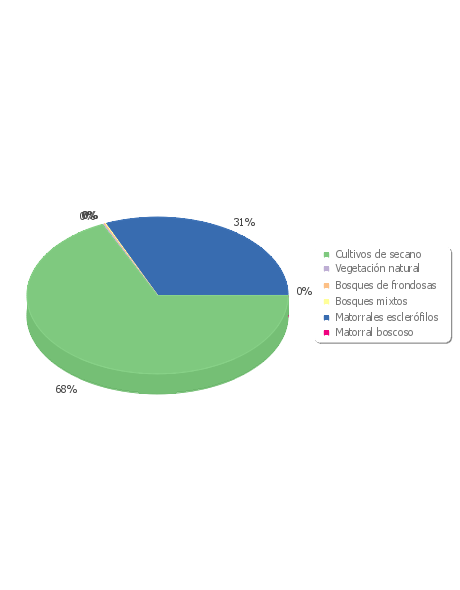 0%
31%
0%
68%
Cultivos de secano
Vegetación natural
Bosques de frondosas
Bosques mixtos
Matorrales esclerófilos
Matorral boscoso